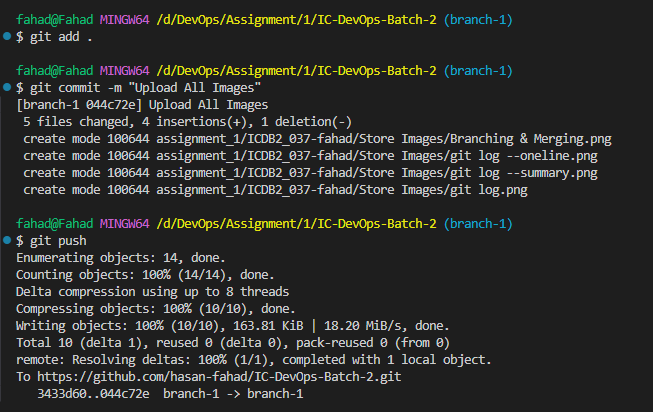 fahad@Fahad MINGW64 /d/DevOps/Assignment/1/IC-DevOps-Batch-2 (branch-1)
$ git add .
fahad@Fahad MINGW64 /d/DevOps/Assignment/1/IC-DevOps-Batch-2 (branch-1)
$ git commit -m "Upload All Images"
[branch-1 044c72e] Upload All Images
 5 files changed, 4 insertions(+), 1 deletion(-)
 create mode 100644 assignment_1/ICDB2_037-fahad/Store Images/Branching & Merging.png
 create mode 100644 assignment_1/ICDB2_037-fahad/Store Images/git log --oneline.png
 create mode 100644 assignment_1/ICDB2_037-fahad/Store Images/git log --summary.png
 create mode 100644 assignment_1/ICDB2_037-fahad/Store Images/git log.png
fahad@Fahad MINGW64 /d/DevOps/Assignment/1/IC-DevOps-Batch-2 (branch-1)
$ git push
Enumerating objects: 14, done.
Counting objects: 100% (14/14), done.
Delta compression using up to 8 threads
Compressing objects: 100% (10/10), done.
Writing objects: 100% (10/10), 163.81 KiB | 18.20 MiB/s, done.
Total 10 (delta 1), reused 0 (delta 0), pack-reused 0 (from 0)
remote: Resolving deltas: 100% (1/1), completed with 1 local object.
To https://github.com/hasan-fahad/IC-DevOps-Batch-2.git
   3433d60..044c72e  branch-1 -> branch-1